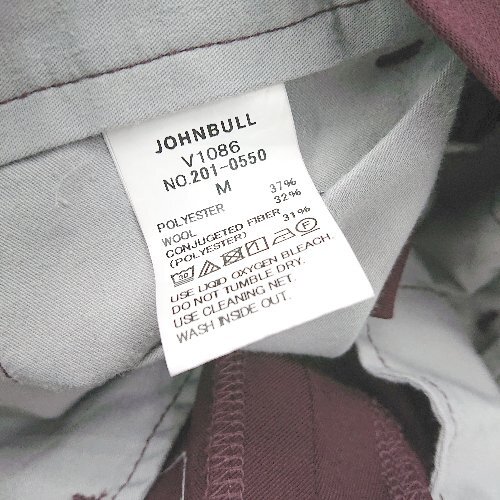 JOHNBULL
V1086
NO.201-0550
M
POLYESTER 37%
WOOL 32%
CONJUGETED FIBER 31%
(POLYESTER)
USE LIQID OXYGEN BLEACH.
DO NOT TUMBLE DRY.
USE CLEANING NET.
WASH INSIDE OUT.